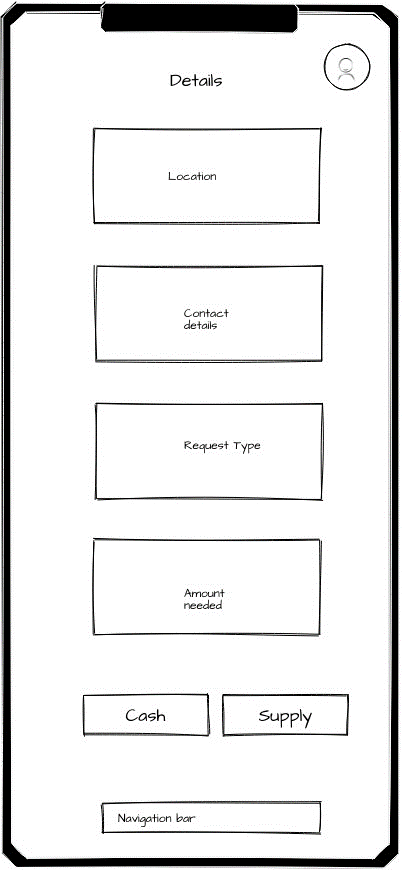 Details
Location
Contact
details
Request Type
Amount
needed
Cash
Supply
Navigation bar